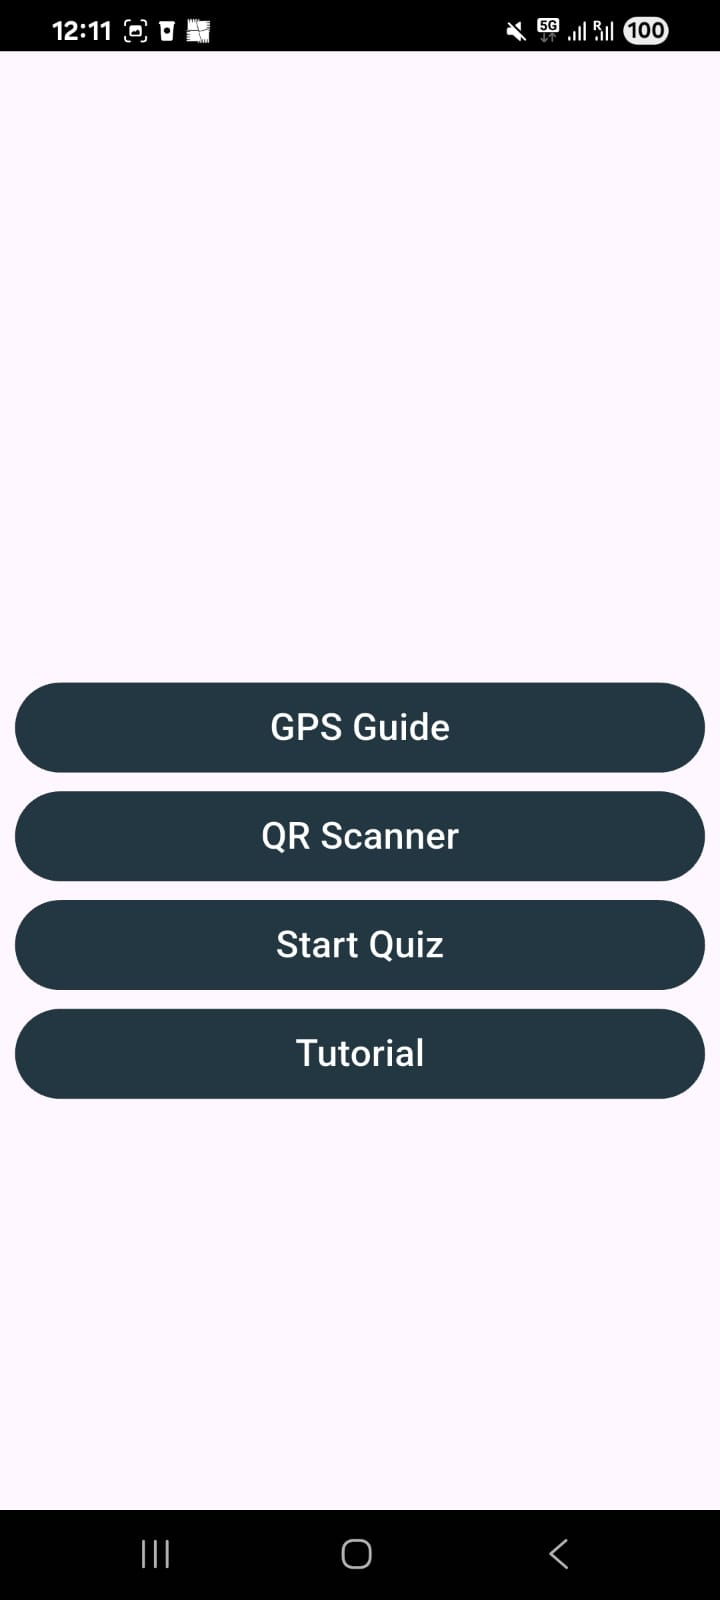 12:11 5G R 100
GPS Guide
QR Scanner
Start Quiz
Tutorial